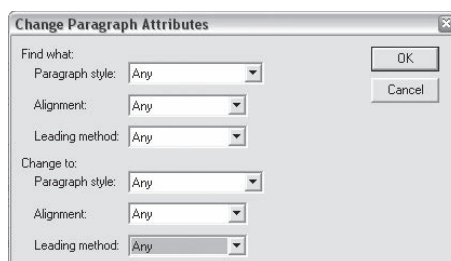 Change Paragraph Attributes
Find what:
OK
Paragraph style: Any
Cancel
Alignment: Any
Leading method: Any
Change to:
Paragraph style: Any
Alignment: Any
Leading method: Any